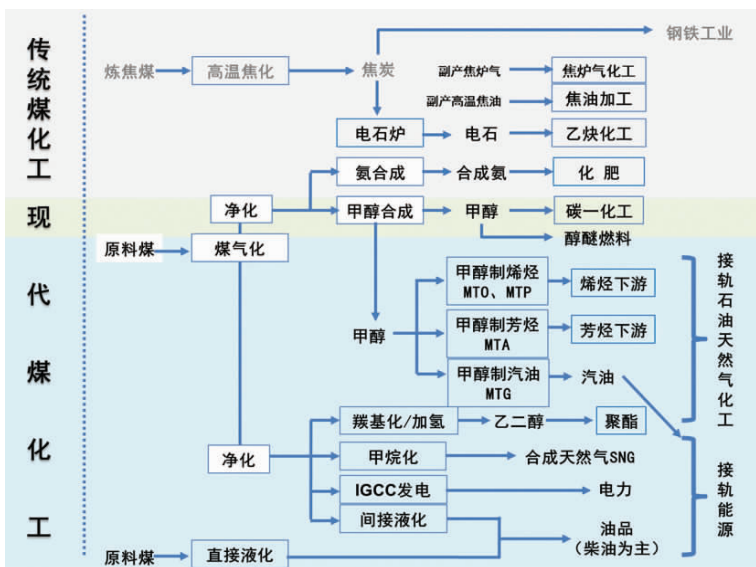 传统煤化工
现代煤化工
钢铁工业
炼焦煤
高温焦化
焦炭
副产焦炉气
焦炉气化工
副产高温焦油
焦油加工
电石炉
电石
乙炔化工
氨合成
合成氨
化 肥
净化
甲醇合成
甲醇
碳一化工
原料煤
煤气化
醇醚燃料
甲醇制烯烃
MTO、MTP
烯烃下游
甲醇
甲醇制芳烃
MTA
芳烃下游
甲醇制汽油
MTG
汽油
接轨石油天然气化工
羰基化/加氢
乙二醇
聚酯
净化
甲烷化
合成天然气SNG
IGCC发电
电力
间接液化
油品
（柴油为主）
原料煤
直接液化
接轨能源